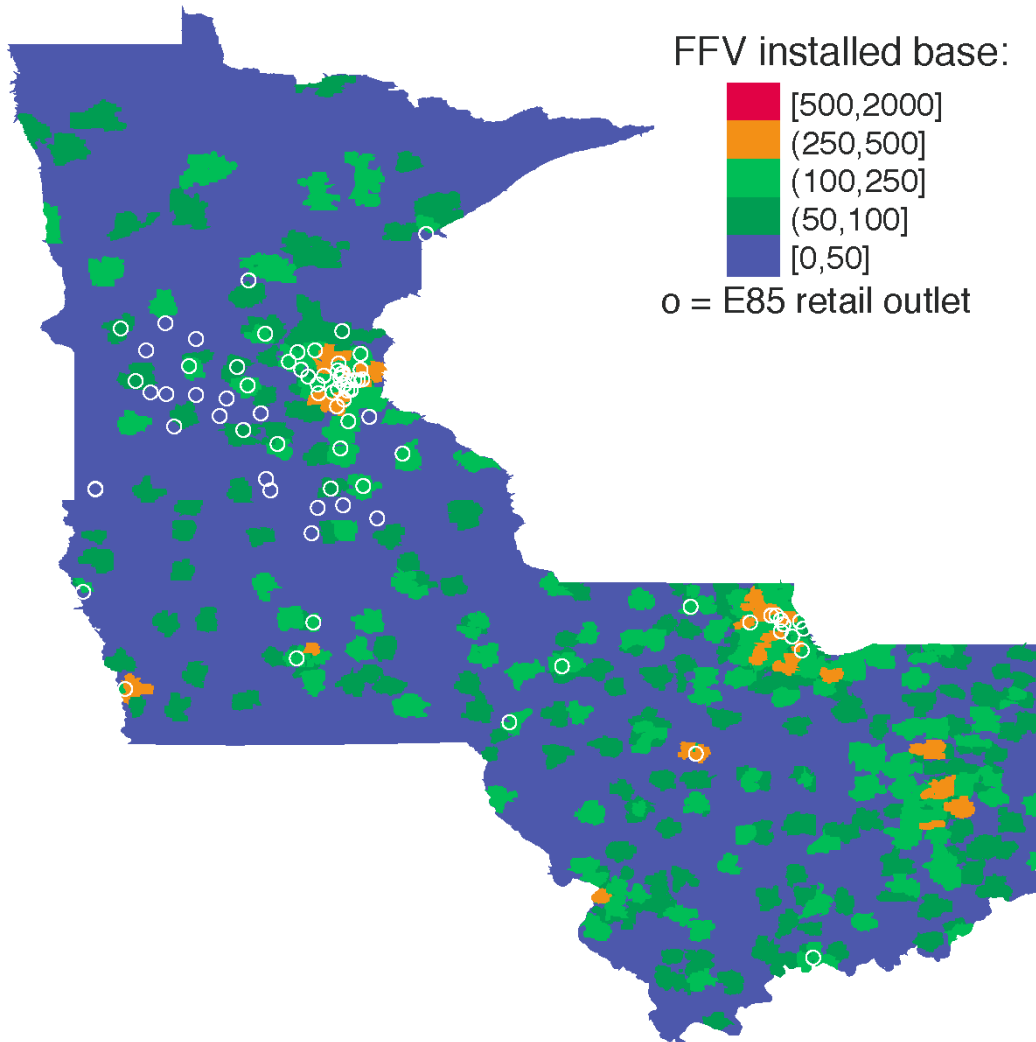 FFV installed base:
[500,2000]
(250,500]
(100,250]
(50,100]
[0,50]
o = E85 retail outlet